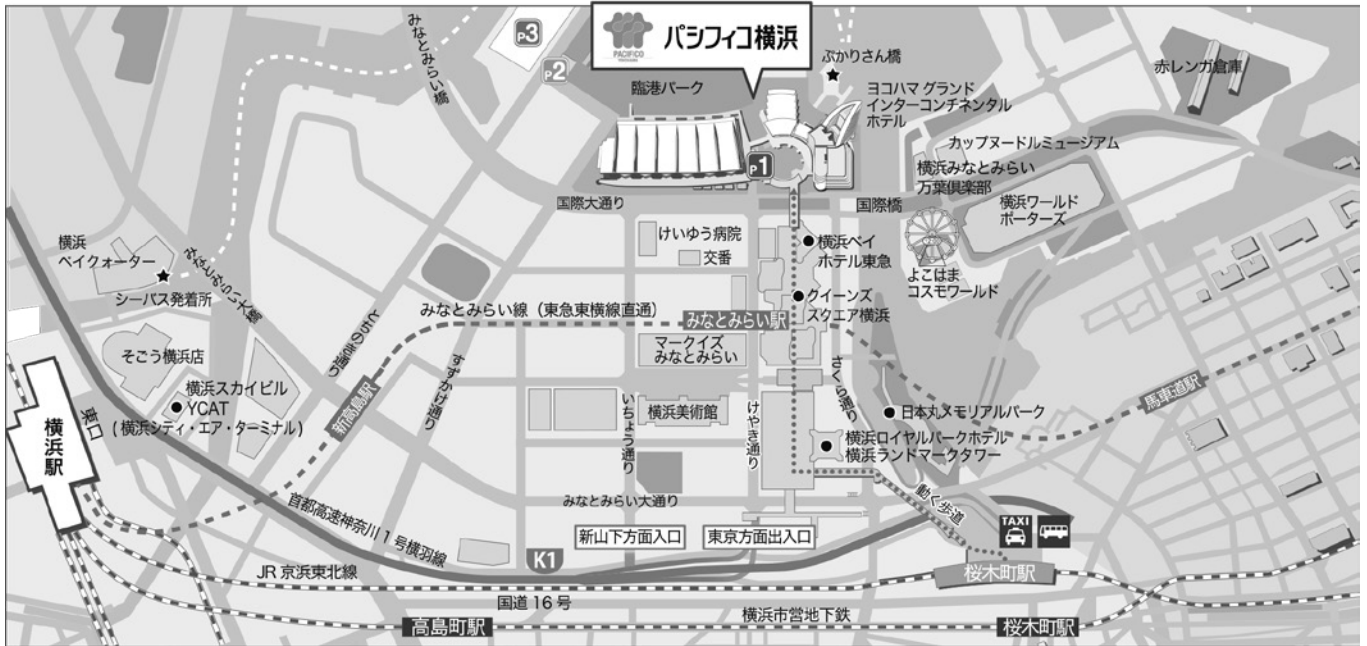 みなとみらい橋
P3
P2
PACIFICO
YOKOHAMA
パシフィコ横浜
ぷかりさん橋
臨港パーク
ヨコハマ グランド
インターコンチネンタル
ホテル
赤レンガ倉庫
カップヌードルミュージアム
P1
横浜みなとみらい
万葉倶楽部
国際大通り
国際橋
横浜ワールド
ポーターズ
横浜
ベイクォーター
シーバス発着所
みなとみらい大橋
けいゆう病院
交番
横浜ベイ
ホテル東急
よこはま
コスモワールド
クイーンズ
スクエア横浜
みなとみらい線（東急東横線直通）
みなとみらい駅
マークイズ
みなとみらい
そごう横浜店
とちのき通り
すずかけ通り
さくら通り
馬車道駅
横浜スカイビル
YCAT
( 横浜シティ・エア・ターミナル )
新高島駅
東口
横浜駅
いちょう通り
横浜美術館
けやき通り
日本丸メモリアルパーク
横浜ロイヤルパークホテル
横浜ランドマークタワー
みなとみらい大通り
動く歩道
首都高速神奈川1号横羽線
新山下方面入口
東京方面出入口
TAXI
K1
JR 京浜東北線
桜木町駅
国道 16 号
横浜市営地下鉄
高島町駅
桜木町駅